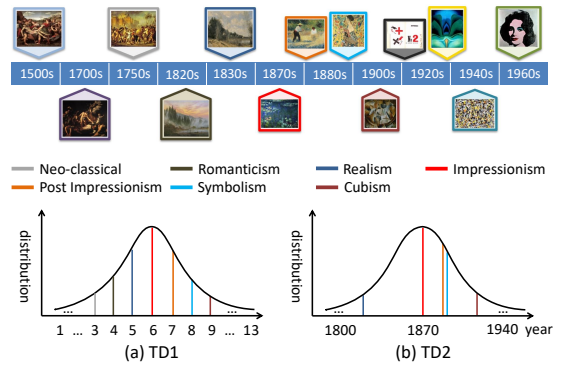 1500s 1700s 1750s 1820s 1830s 1870s 1880s 1900s 1920s 1940s 1960s
Neo-classical Romanticism Realism Impressionism
Post Impressionism Symbolism Cubism
distribution
1 ... 3 4 5 6 7 8 9 ... 13
... ...
(a) TD1
distribution
... ...
1800 1870 1940 year
(b) TD2